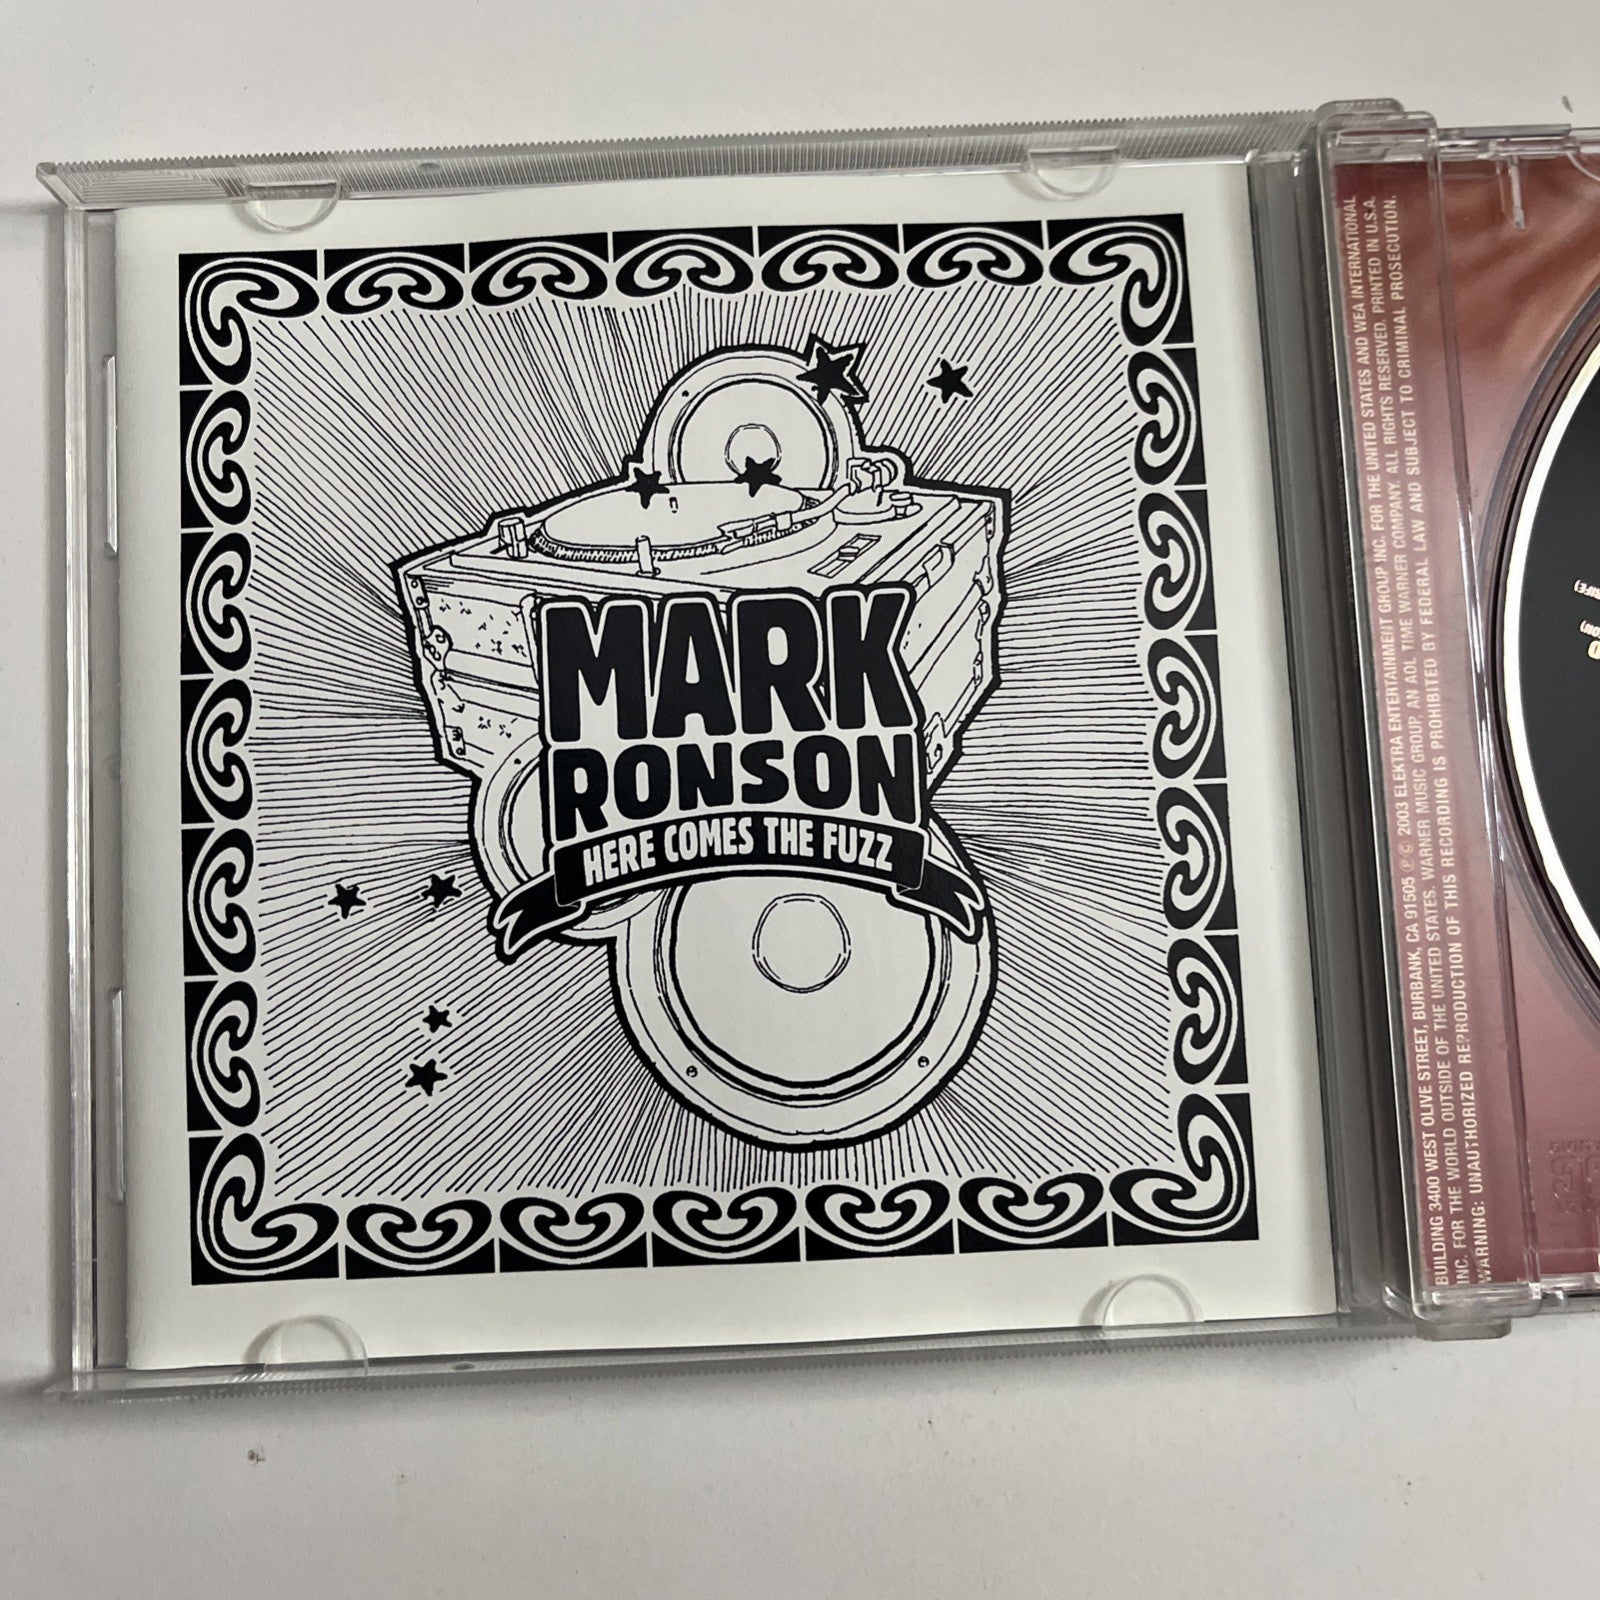 MARK
RONSON
HERE COMES THE FUZZ
BUILDING 3400 WEST OLIVE STREET, BURBANK, CA 91505 ℗ © 2003 ELEKTRA ENTERTAINMENT GROUP INC. FOR THE UNITED STATES AND WEA INTERNATIONAL
INC. FOR THE WORLD OUTSIDE OF THE UNITED STATES. WARNER MUSIC GROUP, AN AOL TIME WARNER COMPANY. ALL RIGHTS RESERVED. PRINTED IN U.S.A.
WARNING: UNAUTHORIZED REPRODUCTION OF THIS RECORDING IS PROHIBITED BY FEDERAL LAW AND SUBJECT TO CRIMINAL PROSECUTION.